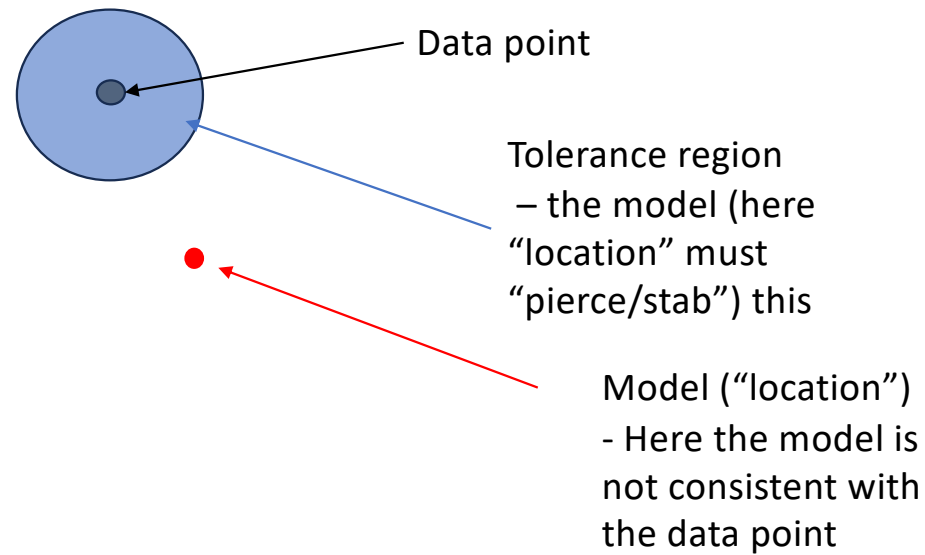 Data point
Tolerance region
– the model (here
“location” must
“pierce/stab”) this
Model (“location”)
- Here the model is
not consistent with
the data point